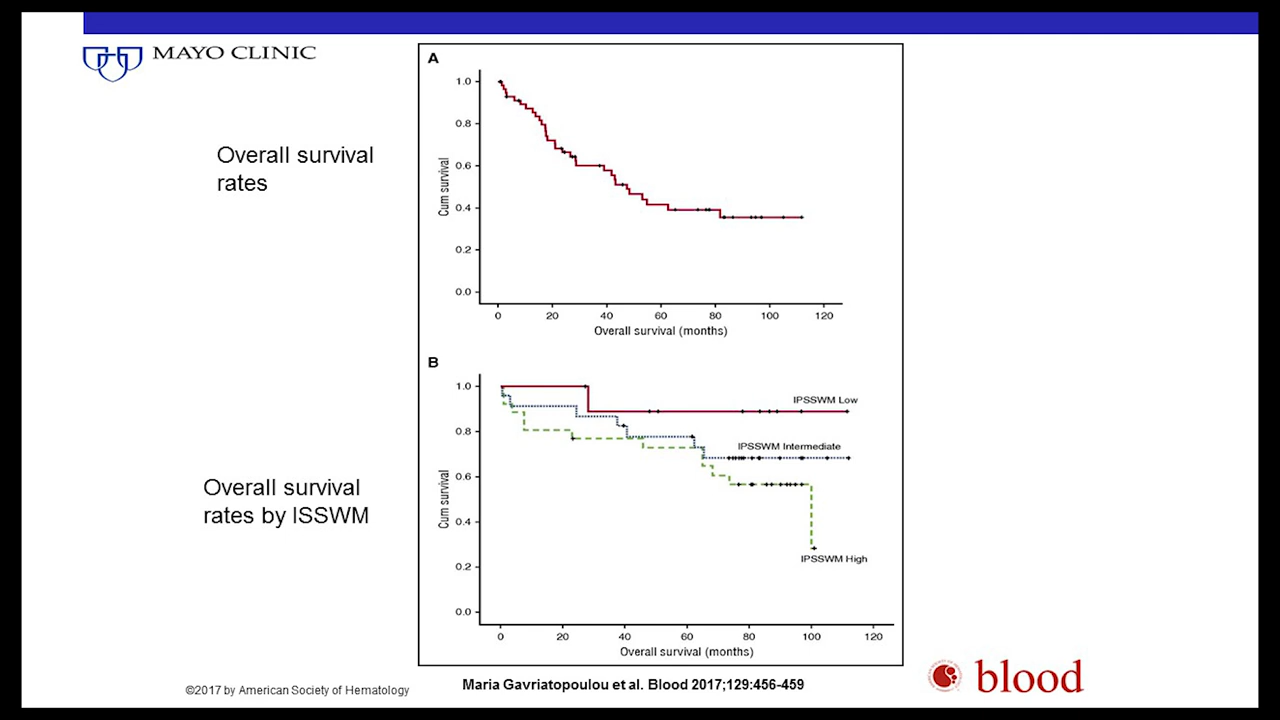 MAYO CLINIC
Overall survival
rates
A
1.0
0.8
0.6
0.4
0.2
0.0
Cum survival
0 20 40 60 80 100 120
Overall survival (months)
Overall survival
rates by ISSWM
B
1.0
0.8
0.6
0.4
0.2
0.0
Cum survival
IPSSWM Low
IPSSWM Intermediate
IPSSWM High
0 20 40 60 80 100 120
Overall survival (months)
©2017 by American Society of Hematology
Maria Gavriatopoulou et al. Blood 2017;129:456-459
blood